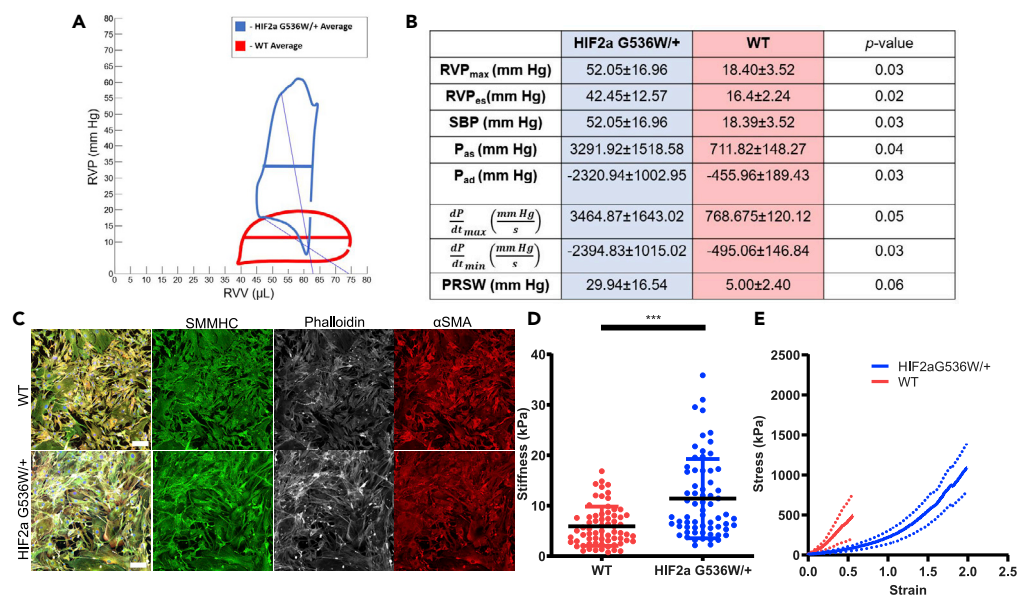 A
80
75
70
65
60
55
50
45
40
35
30
25
20
15
10
5
0
RVP (mm Hg)
- HIF2a G536W/+ Average
- WT Average
0 5 10 15 20 25 30 35 40 45 50 55 60 65 70 75 80
RVV (µL)
B
HIF2a G536W/+ WT p-value
RVPmax (mm Hg) 52.05±16.96 18.40±3.52 0.03
RVPes(mm Hg) 42.45±12.57 16.4±2.24 0.02
SBP (mm Hg) 52.05±16.96 18.39±3.52 0.03
Pas (mm Hg) 3291.92±1518.58 711.82±148.27 0.04
Pad (mm Hg) -2320.94±1002.95 -455.96±189.43 0.03
dP/dt max (mm Hg/s) 3464.87±1643.02 768.675±120.12 0.05
dP/dt min (mm Hg/s) -2394.83±1015.02 -495.06±146.84 0.03
PRSW (mm Hg) 29.94±16.54 5.00±2.40 0.06
C
SMMHC Phalloidin αSMA
WT
HIF2a G536W/+
D
***
Stiffness (kPa)
40
30
20
10
0
WT HIF2a G536W/+
E
Stress (kPa)
2500
2000
1500
1000
500
0
HIF2aG536W/+
WT
0.0 0.5 1.0 1.5 2.0 2.5
Strain